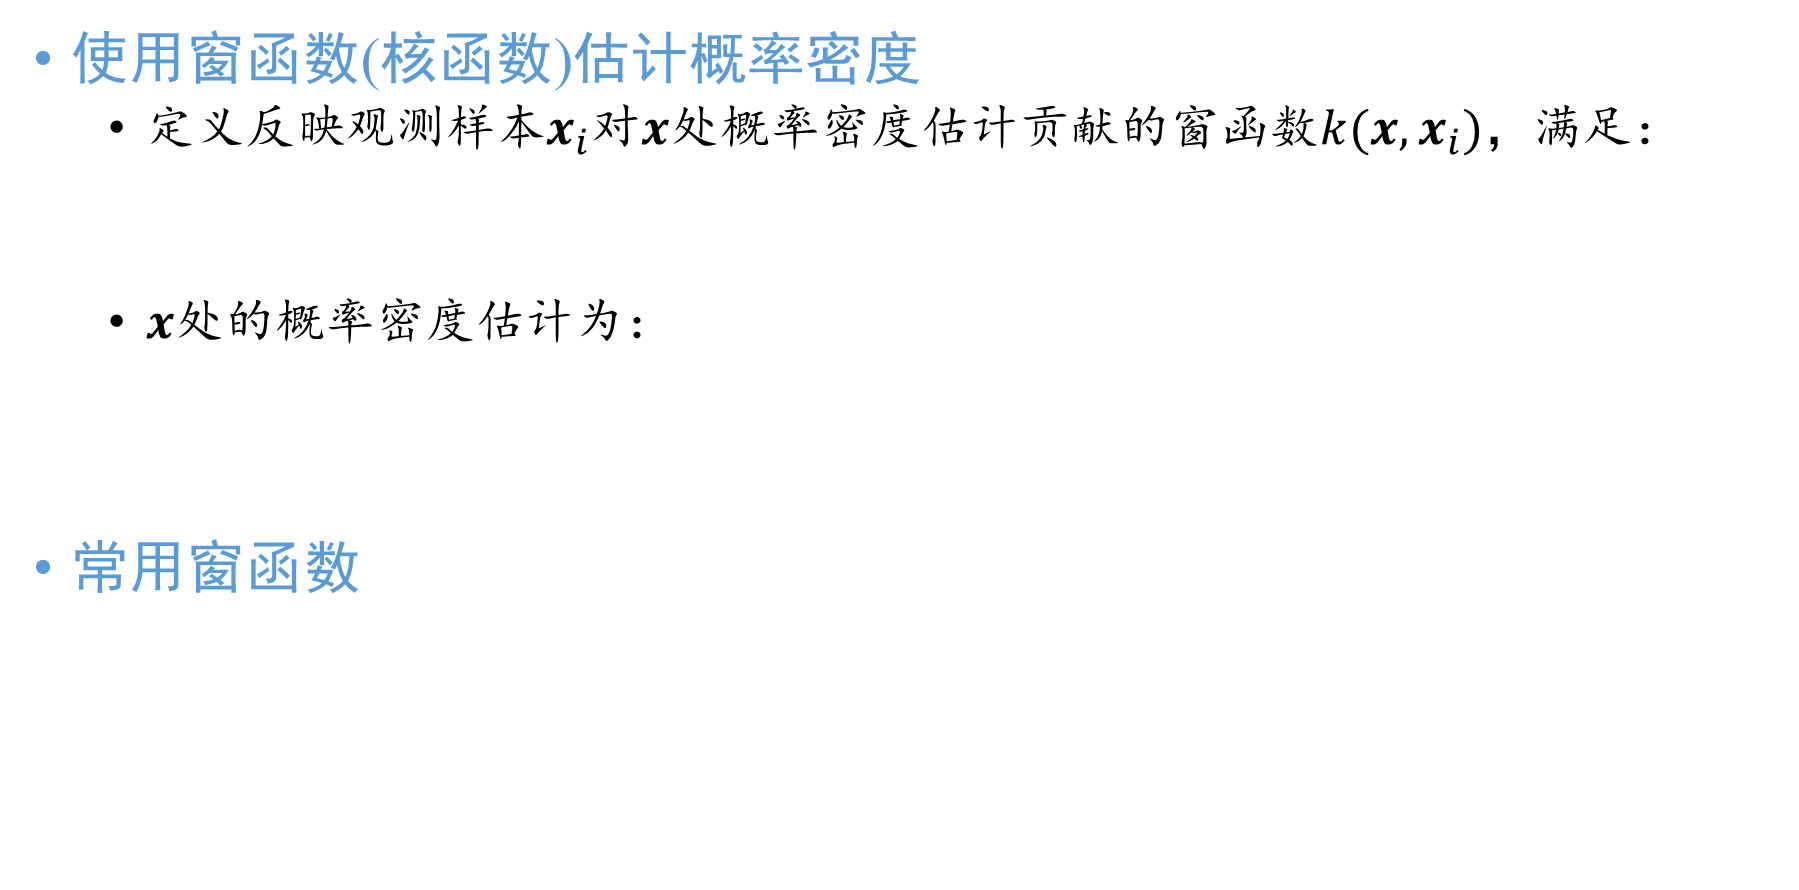 • 使用窗函数(核函数)估计概率密度
• 定义反映观测样本𝒙ᵢ对𝒙处概率密度估计贡献的窗函数k(𝒙, 𝒙ᵢ)，满足：
• 𝒙处的概率密度估计为：
• 常用窗函数